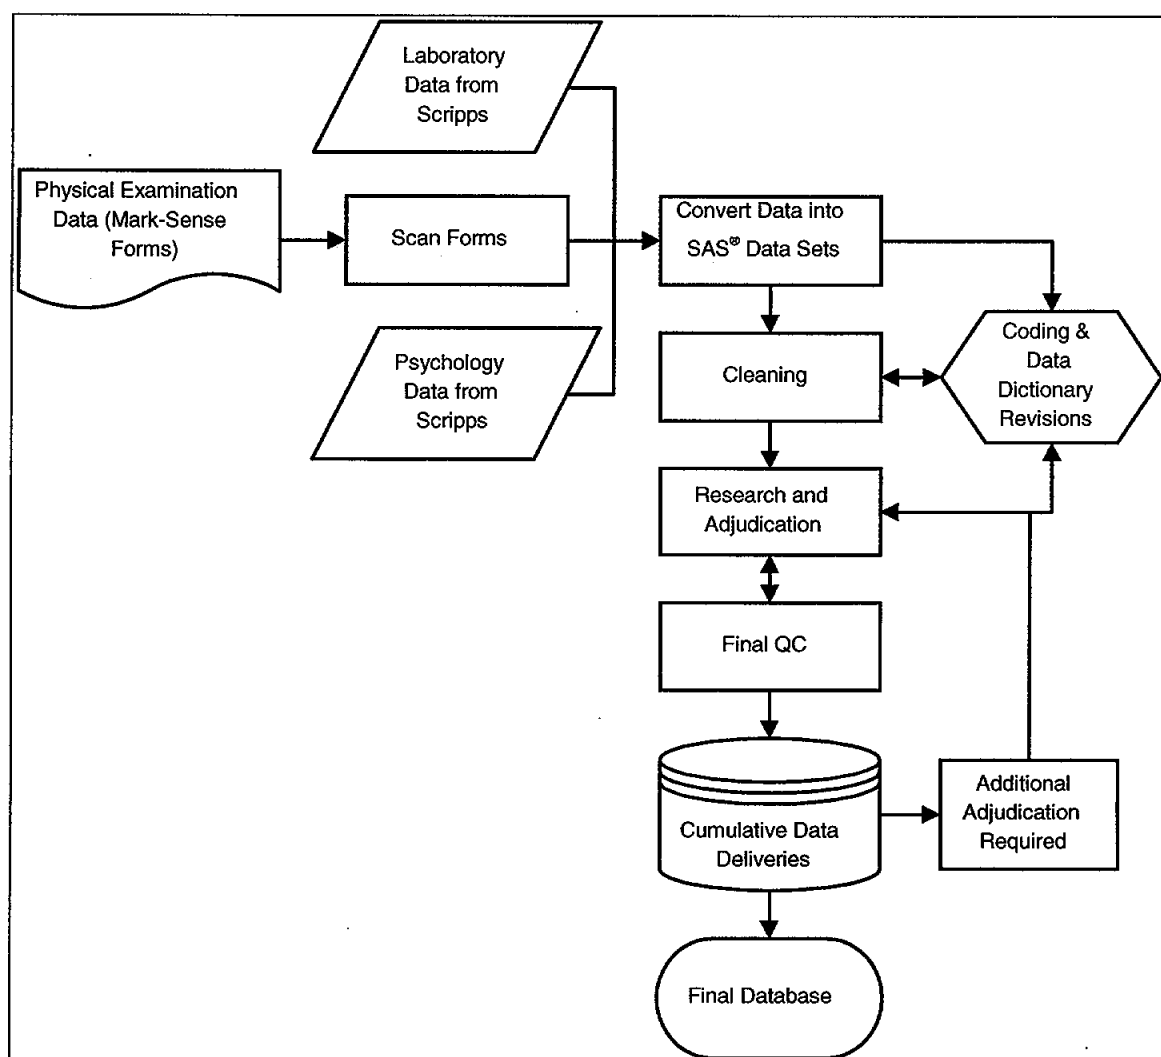 Laboratory
Data from
Scripps
Physical Examination
Data (Mark-Sense
Forms)
Scan Forms
Convert Data into
SAS® Data Sets
Psychology
Data from
Scripps
Cleaning
Coding &
Data
Dictionary
Revisions
Research and
Adjudication
Final QC
Cumulative Data
Deliveries
Additional
Adjudication
Required
Final Database